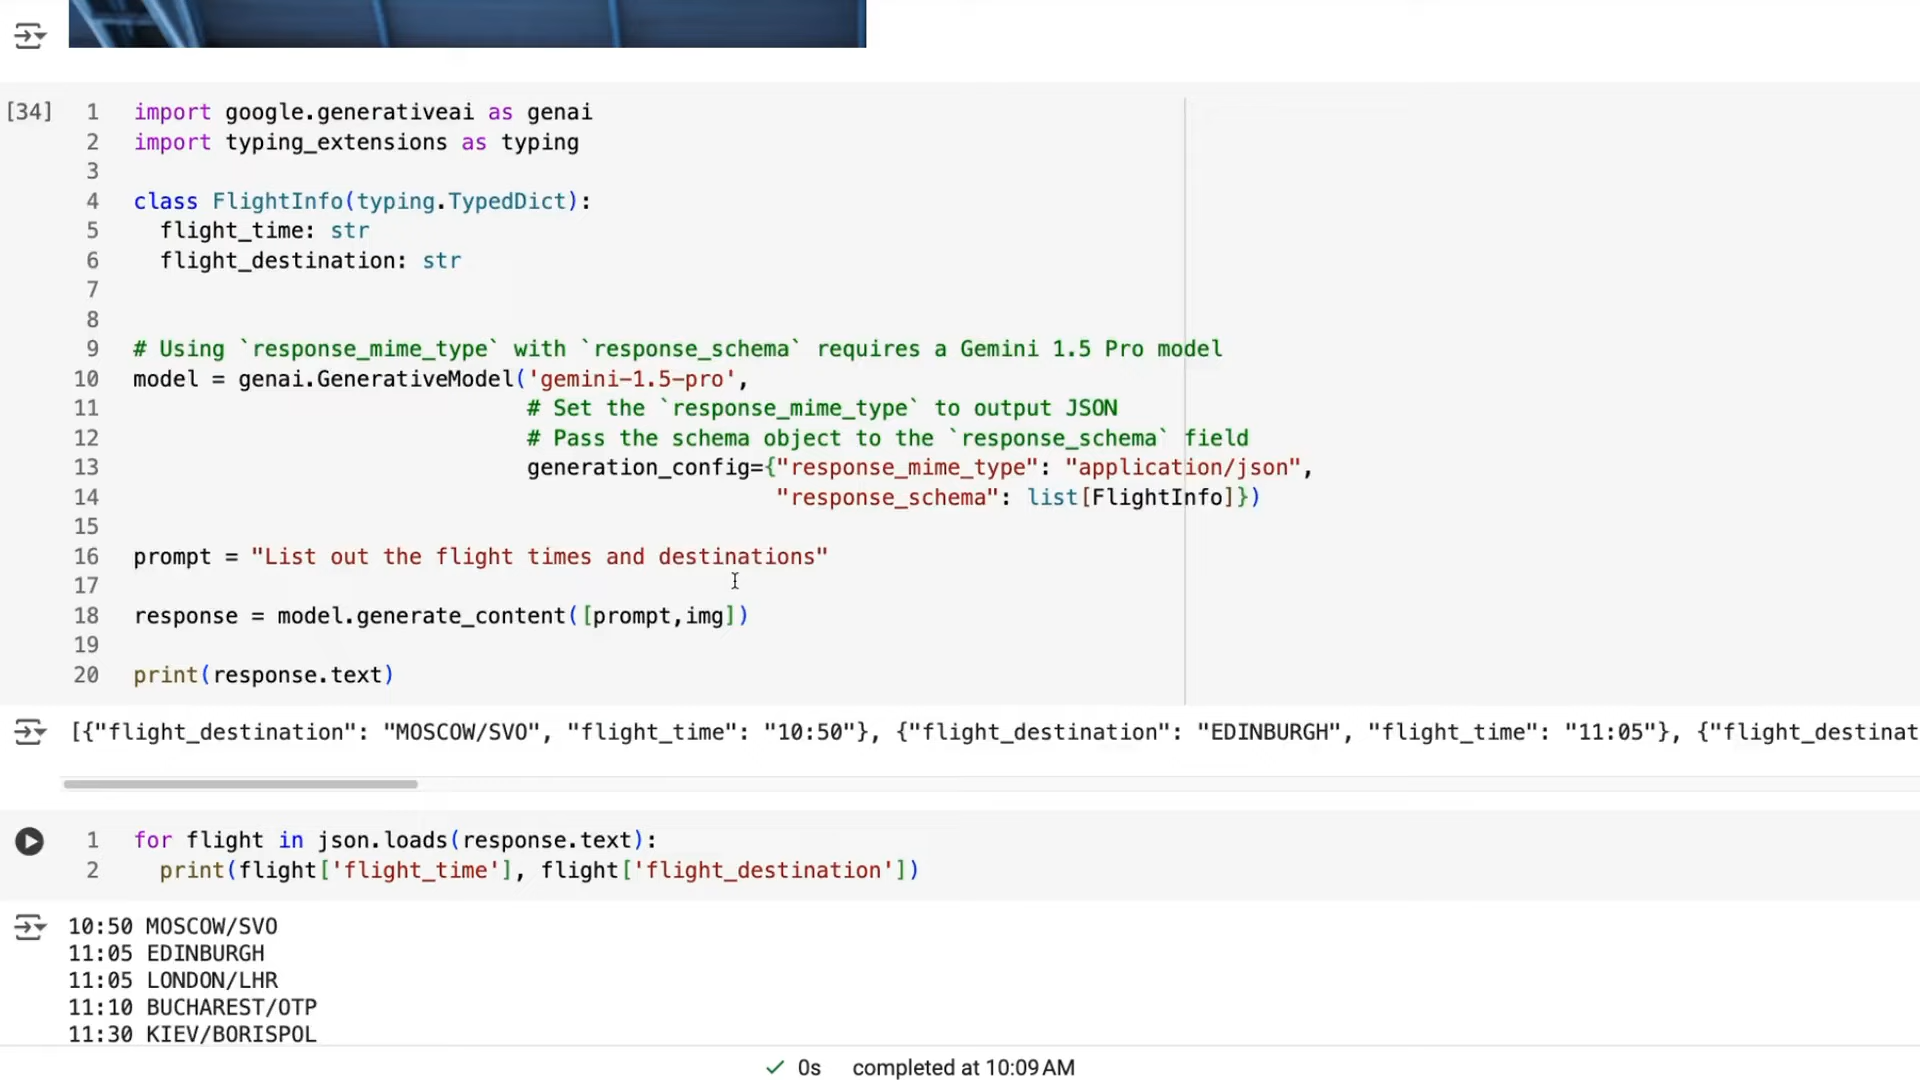 [34] 1 import google.generativeai as genai
2 import typing_extensions as typing
3
4 class FlightInfo(typing.TypedDict):
5   flight_time: str
6   flight_destination: str
7
8
9 # Using `response_mime_type` with `response_schema` requires a Gemini 1.5 Pro model
10 model = genai.GenerativeModel('gemini-1.5-pro',
11                               # Set the `response_mime_type` to output JSON
12                               # Pass the schema object to the `response_schema` field
13                               generation_config={"response_mime_type": "application/json",
14                                                  "response_schema": list[FlightInfo]})
15
16 prompt = "List out the flight times and destinations"
17
18 response = model.generate_content([prompt,img])
19
20 print(response.text)
[{"flight_destination": "MOSCOW/SVO", "flight_time": "10:50"}, {"flight_destination": "EDINBURGH", "flight_time": "11:05"}, {"flight_destinat
1 for flight in json.loads(response.text):
2   print(flight['flight_time'], flight['flight_destination'])
10:50 MOSCOW/SVO
11:05 EDINBURGH
11:05 LONDON/LHR
11:10 BUCHAREST/OTP
11:30 KIEV/BORISPOL
0s completed at 10:09 AM